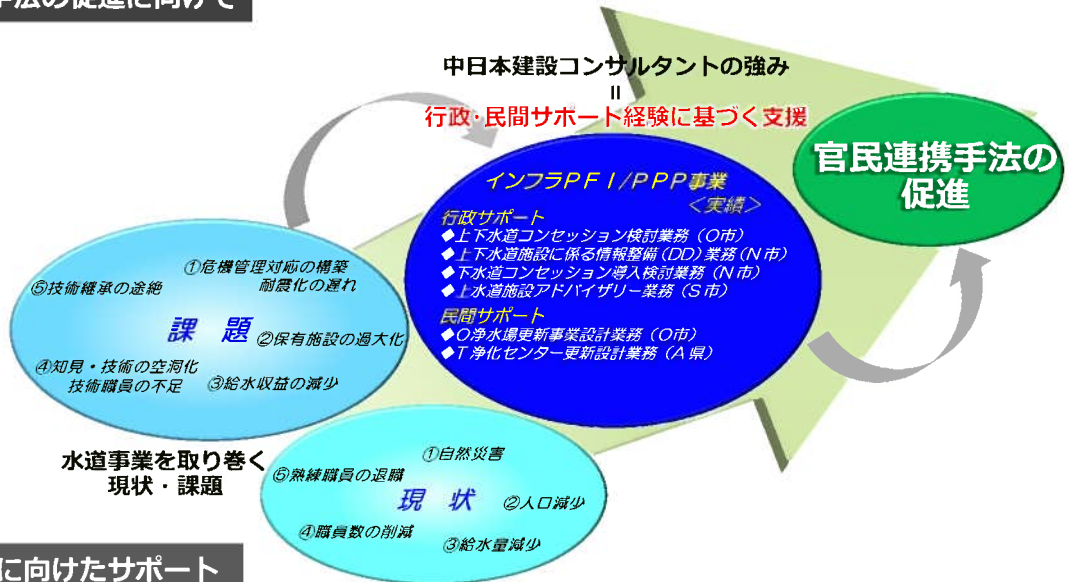 手法の促進に向けて
中日本建設コンサルタントの強み
＝
行政・民間サポート経験に基づく支援
官民連携手法の
促進
インフラＰＦＩ/ＰＰＰ事業
＜実績＞
行政サポート
◆上下水道コンセッション検討業務（Ｏ市）
◆上下水道施設に係る情報整備(DD)業務(Ｎ市)
◆下水道コンセッション導入検討業務（Ｎ市）
◆上水道施設アドバイザリー業務（Ｓ市）
民間サポート
◆Ｏ浄水場更新事業設計業務（Ｏ市）
◆Ｔ浄化センター更新設計業務（Ａ県）
①危機管理対応の構築
耐震化の遅れ
⑤技術継承の途絶
課　題
②保有施設の過大化
④知見・技術の空洞化
技術職員の不足
③給水収益の減少
水道事業を取り巻く
現状・課題
①自然災害
⑤熟練職員の退職
現　状
②人口減少
④職員数の削減
③給水量減少
に向けたサポート